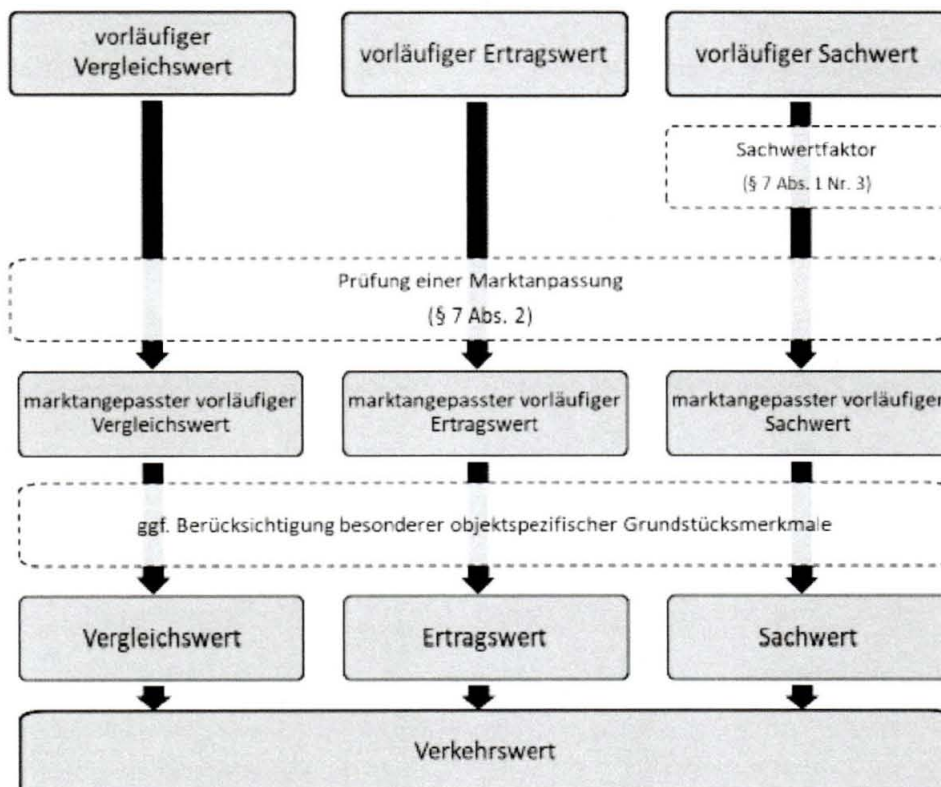 vorläufiger
Vergleichswert
vorläufiger Ertragswert
vorläufiger Sachwert
Sachwertfaktor
(§ 7 Abs. 1 Nr. 3)
Prüfung einer Marktanpassung
(§ 7 Abs. 2)
marktangepasster vorläufiger
Vergleichswert
marktangepasster vorläufiger
Ertragswert
marktangepasster vorläufiger
Sachwert
ggf. Berücksichtigung besonderer objektspezifischer Grundstücksmerkmale
Vergleichswert
Ertragswert
Sachwert
Verkehrswert